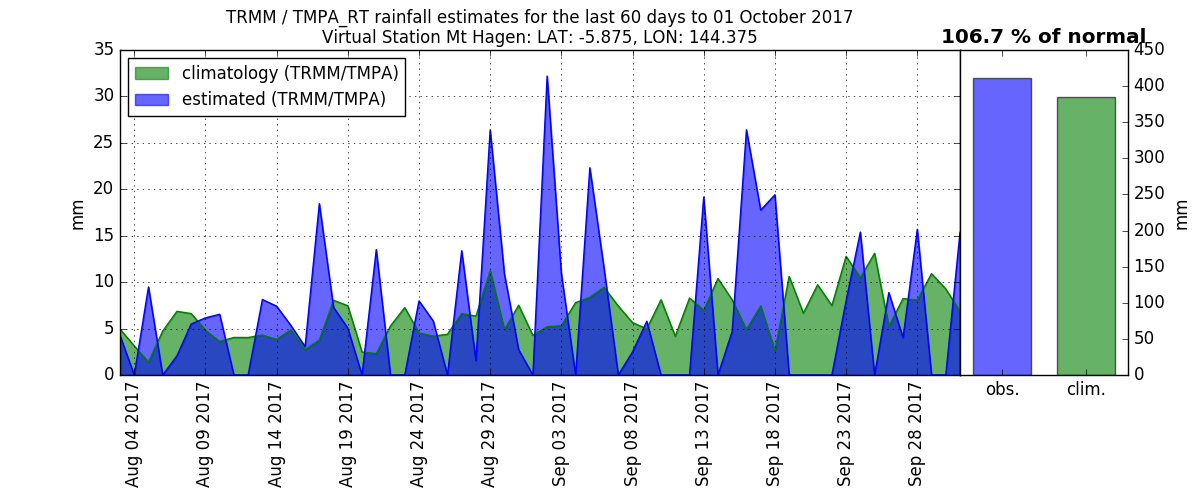 TRMM / TMPA_RT rainfall estimates for the last 60 days to 01 October 2017
Virtual Station Mt Hagen: LAT: -5.875, LON: 144.375
106.7 % of normal
climatology (TRMM/TMPA)
estimated (TRMM/TMPA)
35
30
25
20
15
10
5
0
mm
450
400
350
300
250
200
150
100
50
0
mm
obs.
clim.
Aug 04 2017
Aug 09 2017
Aug 14 2017
Aug 19 2017
Aug 24 2017
Aug 29 2017
Sep 03 2017
Sep 08 2017
Sep 13 2017
Sep 18 2017
Sep 23 2017
Sep 28 2017